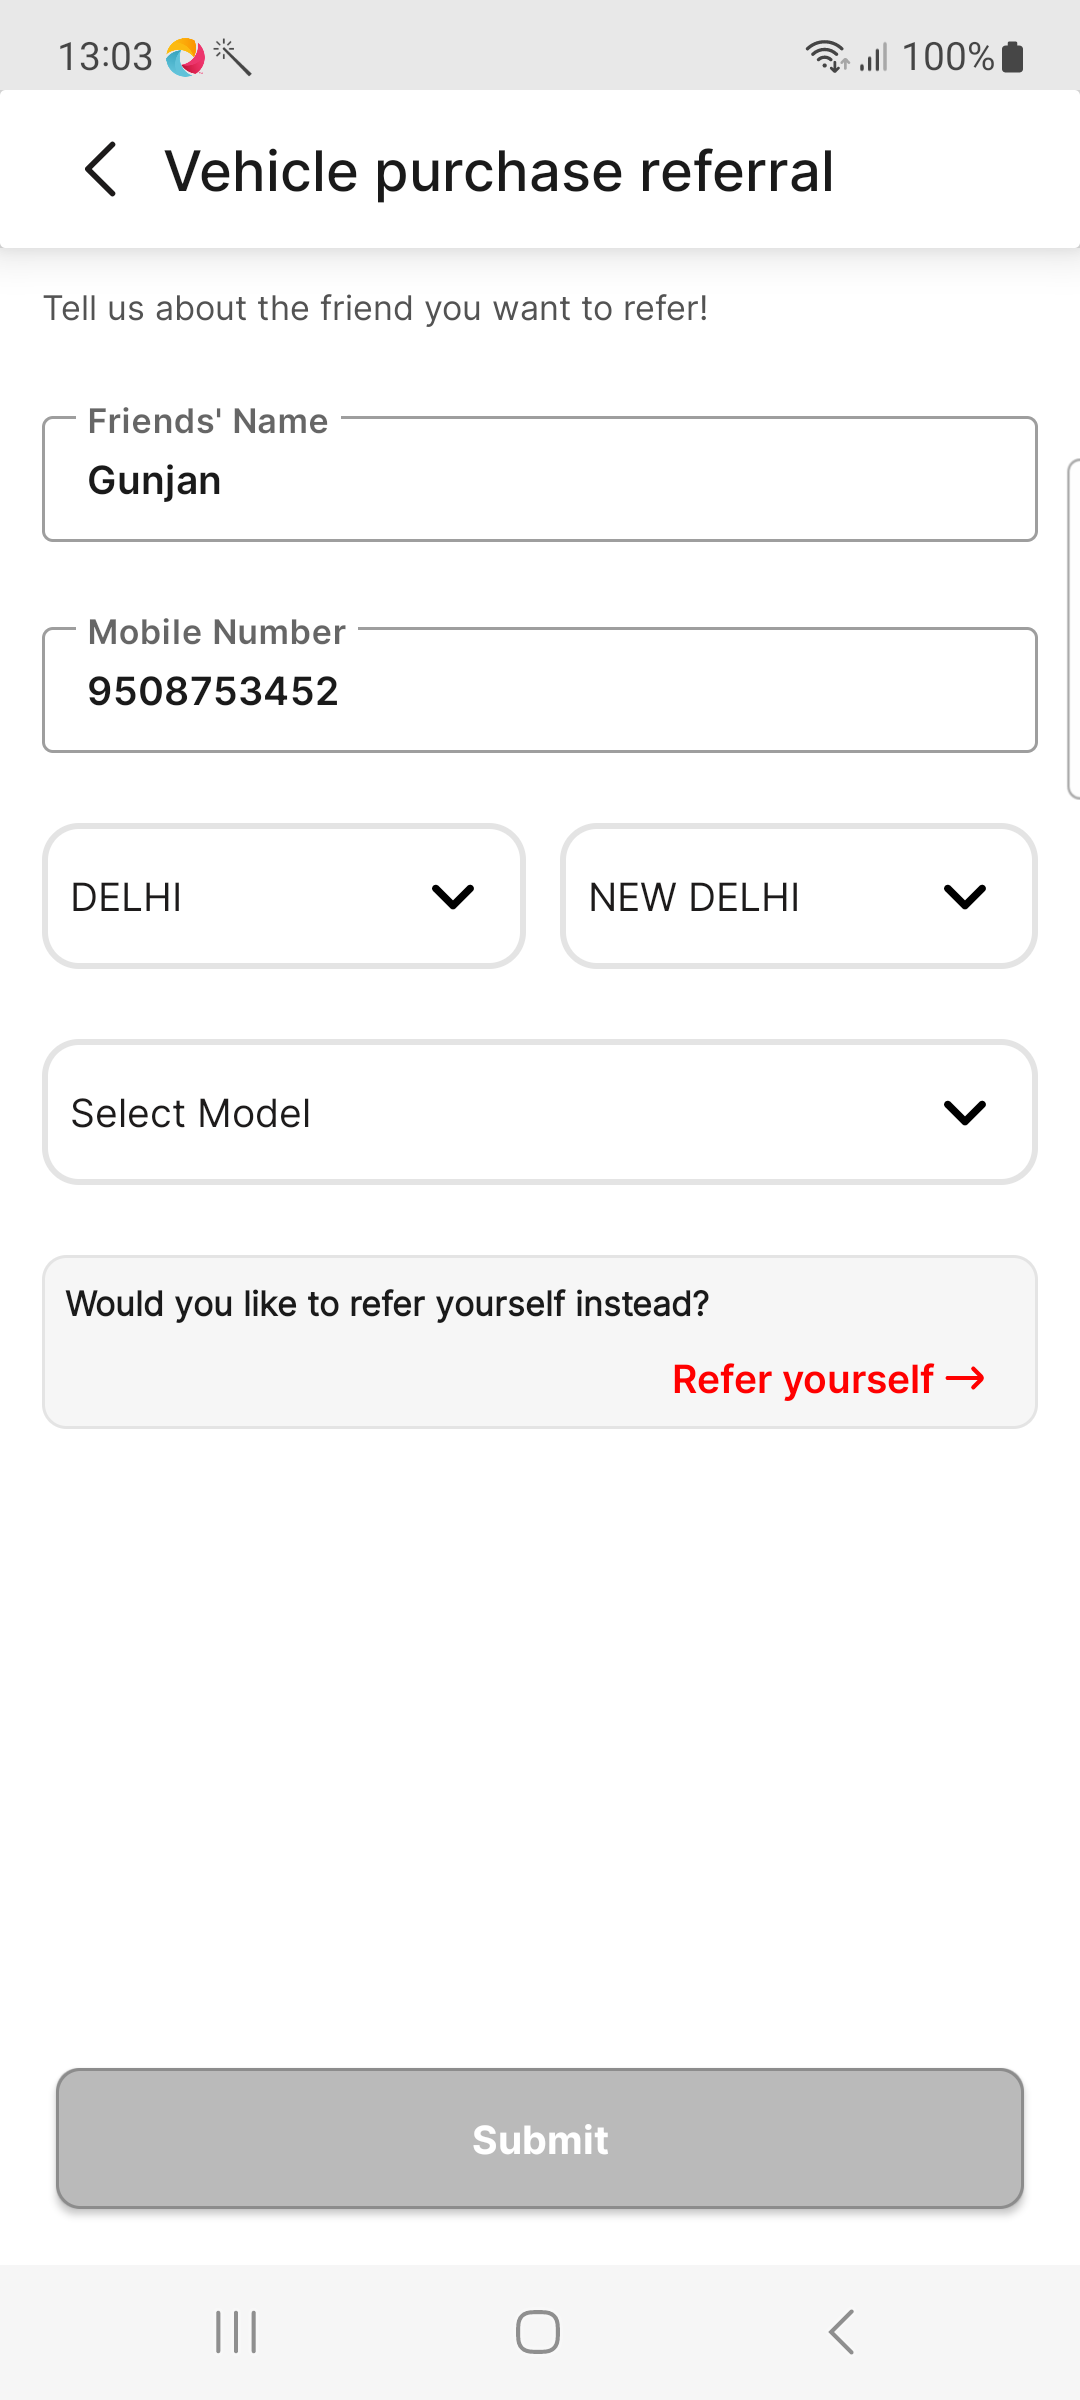 13:03 100%
Vehicle purchase referral
Tell us about the friend you want to refer!
Friends' Name
Gunjan
Mobile Number
9508753452
DELHI NEW DELHI
Select Model
Would you like to refer yourself instead?
Refer yourself →
Submit